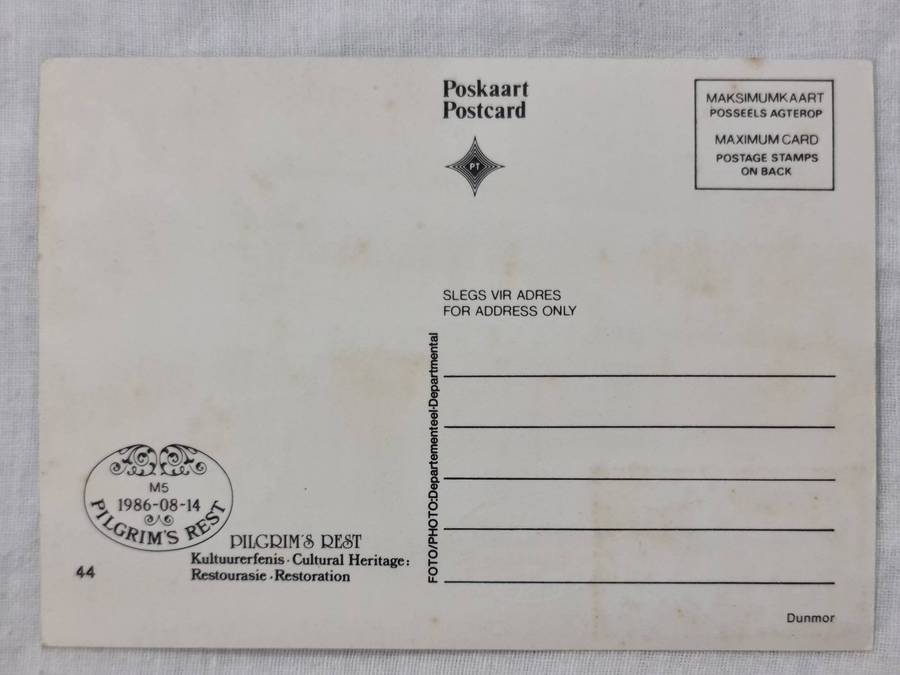 Poskaart
Postcard
PT
MAKSIMUMKAART
POSSEËLS AGTEROP
MAXIMUM CARD
POSTAGE STAMPS
ON BACK
SLEGS VIR ADRES
FOR ADDRESS ONLY
FOTO/PHOTO:Departementeel-Departmental
M5
1986-08-14
PILGRIM'S REST
PILGRIM'S REST
Kultuurerfenis · Cultural Heritage:
Restourasie · Restoration
44
Dunmor